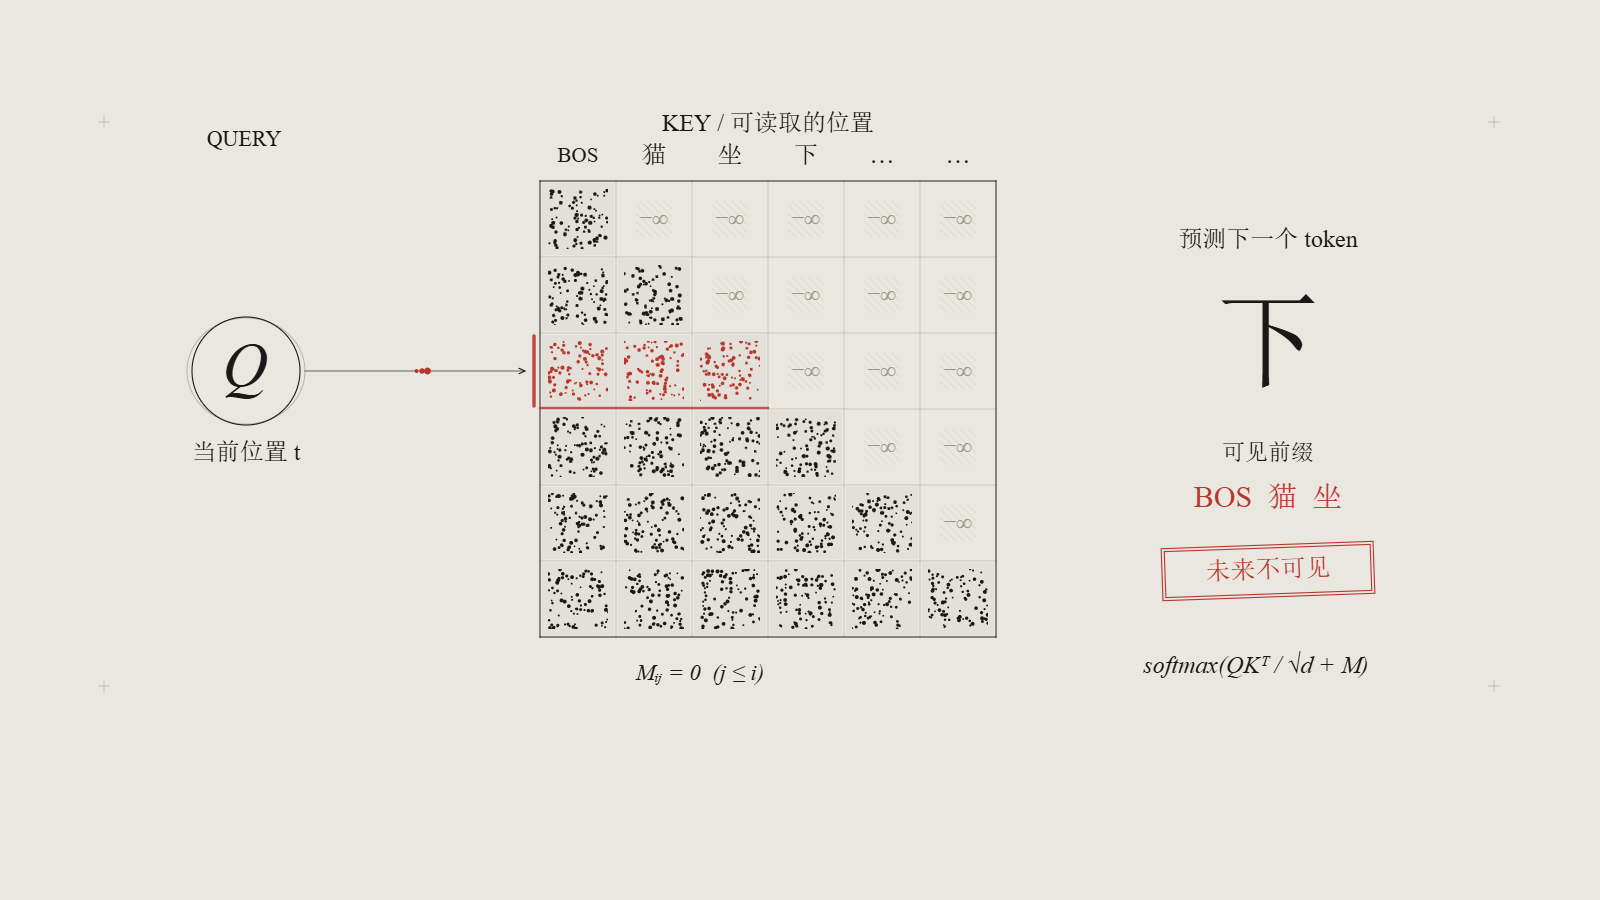 QUERY
Q
当前位置 t
KEY / 可读取的位置
BOS 猫 坐 下 … …
−∞ −∞ −∞ −∞ −∞
−∞ −∞ −∞ −∞
−∞ −∞ −∞
−∞ −∞
−∞
Mij = 0 (j ≤ i)
预测下一个 token
下
可见前缀
BOS 猫 坐
未来不可见
softmax(QKᵀ / √d + M)